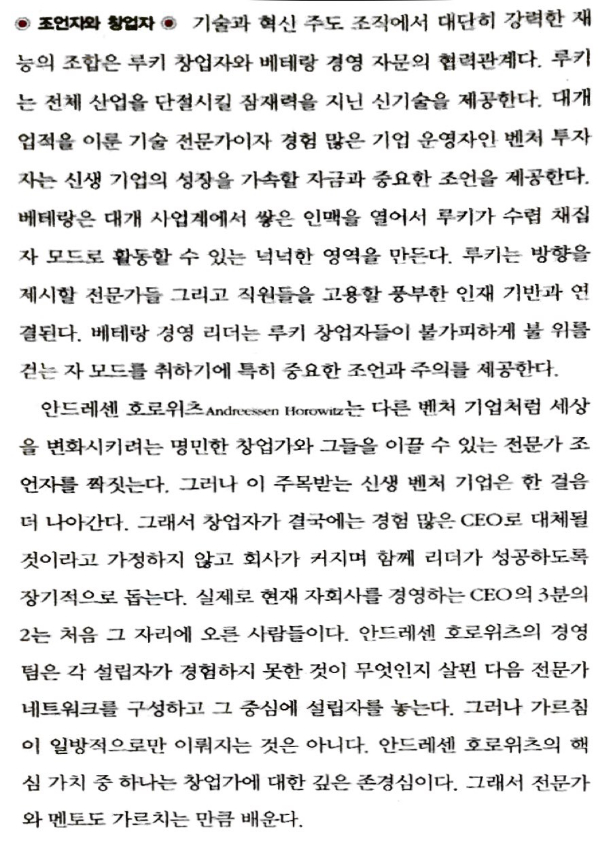 ◉ 조언자와 창업자 ◉ 기술과 혁신 주도 조직에서 대단히 강력한 재
능의 조합은 루키 창업자와 베테랑 경영 자문의 협력관계다. 루키
는 전체 산업을 단절시킬 잠재력을 지닌 신기술을 제공한다. 대개
업적을 이룬 기술 전문가이자 경험 많은 기업 운영자인 벤처 투자
자는 신생 기업의 성장을 가속할 자금과 중요한 조언을 제공한다.
베테랑은 대개 사업계에서 쌓은 인맥을 열어서 루키가 수렵 채집
자 모드로 활동할 수 있는 넉넉한 영역을 만든다. 루키는 방향을
제시할 전문가들 그리고 직원들을 고용할 풍부한 인재 기반과 연
결된다. 베테랑 경영 리더는 루키 창업자들이 불가피하게 불 위를
걷는 자 모드를 취하기에 특히 중요한 조언과 주의를 제공한다.
안드레센 호로위츠Andreessen Horowitz는 다른 벤처 기업처럼 세상
을 변화시키려는 명민한 창업가와 그들을 이끌 수 있는 전문가 조
언자를 짝짓는다. 그러나 이 주목받는 신생 벤처 기업은 한 걸음
더 나아간다. 그래서 창업자가 결국에는 경험 많은 CEO로 대체될
것이라고 가정하지 않고 회사가 커지며 함께 리더가 성공하도록
장기적으로 돕는다. 실제로 현재 자회사를 경영하는 CEO의 3분의
2는 처음 그 자리에 오른 사람들이다. 안드레센 호로위츠의 경영
팀은 각 설립자가 경험하지 못한 것이 무엇인지 살핀 다음 전문가
네트워크를 구성하고 그 중심에 설립자를 놓는다. 그러나 가르침
이 일방적으로만 이뤄지는 것은 아니다. 안드레센 호로위츠의 핵
심 가치 중 하나는 창업가에 대한 깊은 존경심이다. 그래서 전문가
와 멘토도 가르치는 만큼 배운다.